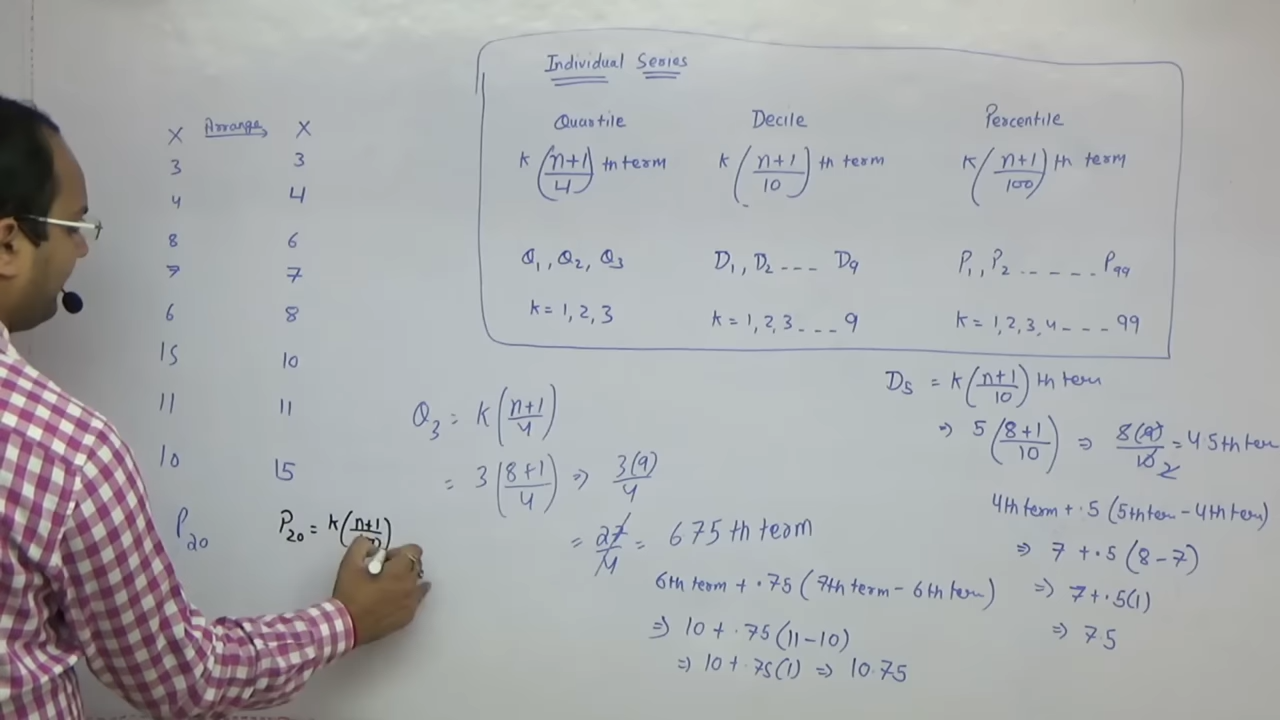 Individual Series
Quartile Decile Percentile
K (n+1/4) th term K (n+1/10) th term K (n+1/100) th term
Q1, Q2, Q3 D1, D2 --- D9 P1, P2 ----- P99
K = 1, 2, 3 K = 1, 2, 3 --- 9 K = 1, 2, 3, 4 --- 99
X Arrange X
3 3
4 4
8 6
7 7
6 8
15 10
11 11
10 15
P20 P20 = K (n+1/
Q3 = K (n+1/4)
= 3 (8+1/4) ⇒ 3(9)/4
= 27/4 = 6 75 th term
6th term + .75 (7th term - 6th term)
⇒ 10 + .75 (11-10)
⇒ 10 + .75(1) ⇒ 10.75
D5 = K (n+1/10) th term
⇒ 5 (8+1/10) ⇒ (9)/10 2 = 4 5th ter
4th term + .5 (5th ter - 4th term)
⇒ 7 + .5 (8-7)
⇒ 7 + .5(1)
⇒ 7 5